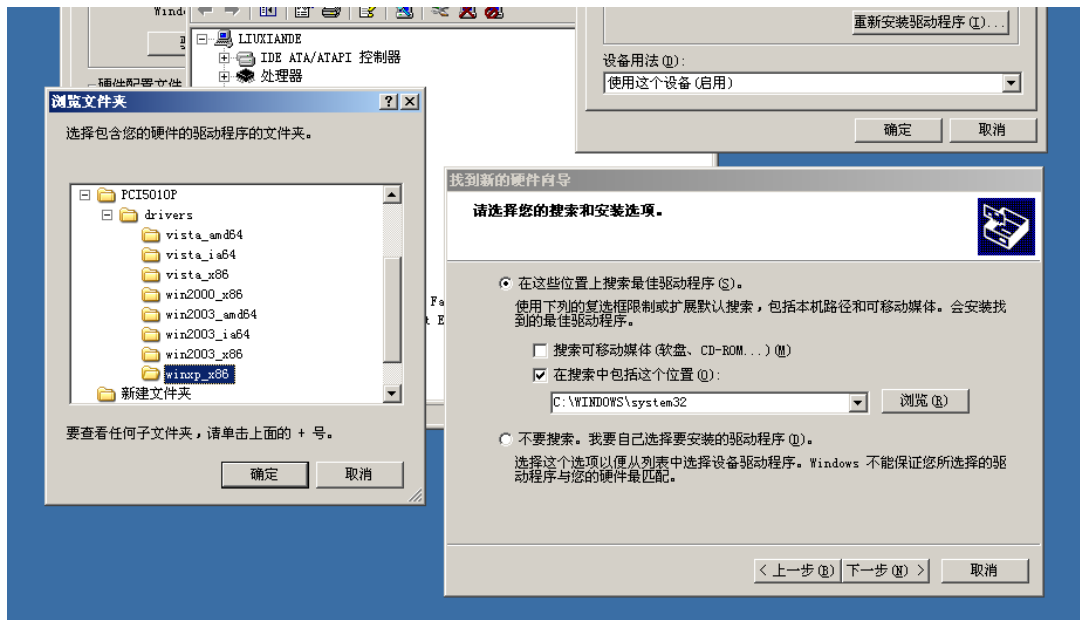 重新安装驱动程序(I)...
LIUXIANDE
IDE ATA/ATAPI 控制器
处理器
设备用法(D):
使用这个设备(启用)
确定
取消
硬件配置文件
浏览文件夹
选择包含您的硬件的驱动程序的文件夹。
PCI5010P
drivers
vista_amd64
vista_ia64
vista_x86
win2000_x86
win2003_amd64
win2003_ia64
win2003_x86
winxp_x86
新建文件夹
要查看任何子文件夹，请单击上面的 + 号。
确定
取消
找到新的硬件向导
请选择您的搜索和安装选项。
在这些位置上搜索最佳驱动程序(S)。
使用下列的复选框限制或扩展默认搜索，包括本机路径和可移动媒体。会安装找
到的最佳驱动程序。
搜索可移动媒体(软盘、CD-ROM...)(M)
在搜索中包括这个位置(O):
C:\WINDOWS\system32
浏览(R)
不要搜索。我要自己选择要安装的驱动程序(D)。
选择这个选项以便从列表中选择设备驱动程序。Windows 不能保证您所选择的驱
动程序与您的硬件最匹配。
< 上一步(B)
下一步(N) >
取消